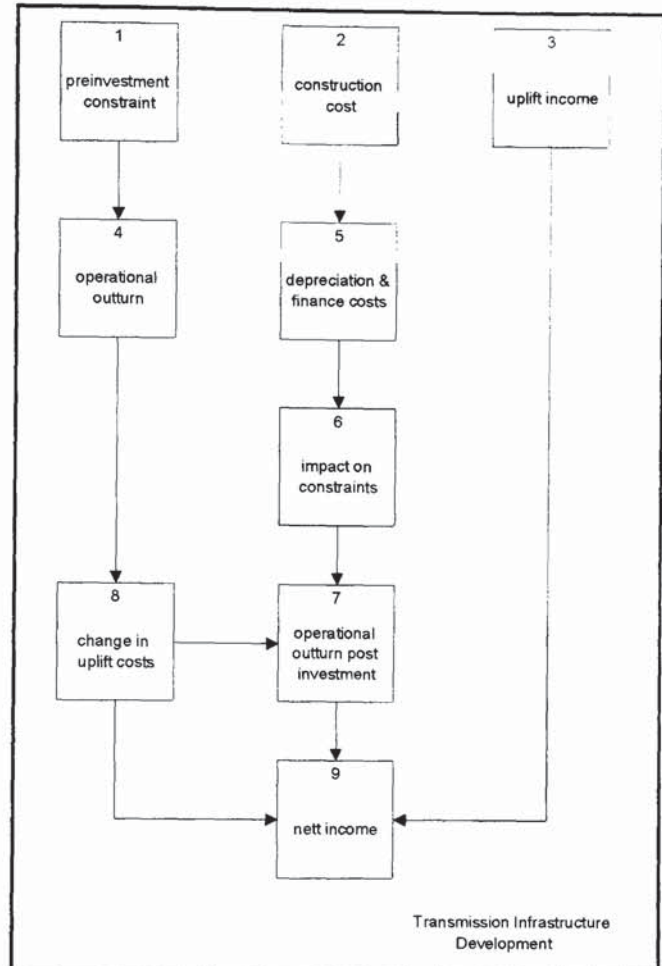 1
preinvestment
constraint
2
construction
cost
3
uplift income
4
operational
outturn
5
depreciation &
finance costs
6
impact on
constraints
8
change in
uplift costs
7
operational
outturn post
investment
9
nett income
Transmission Infrastructure
Development